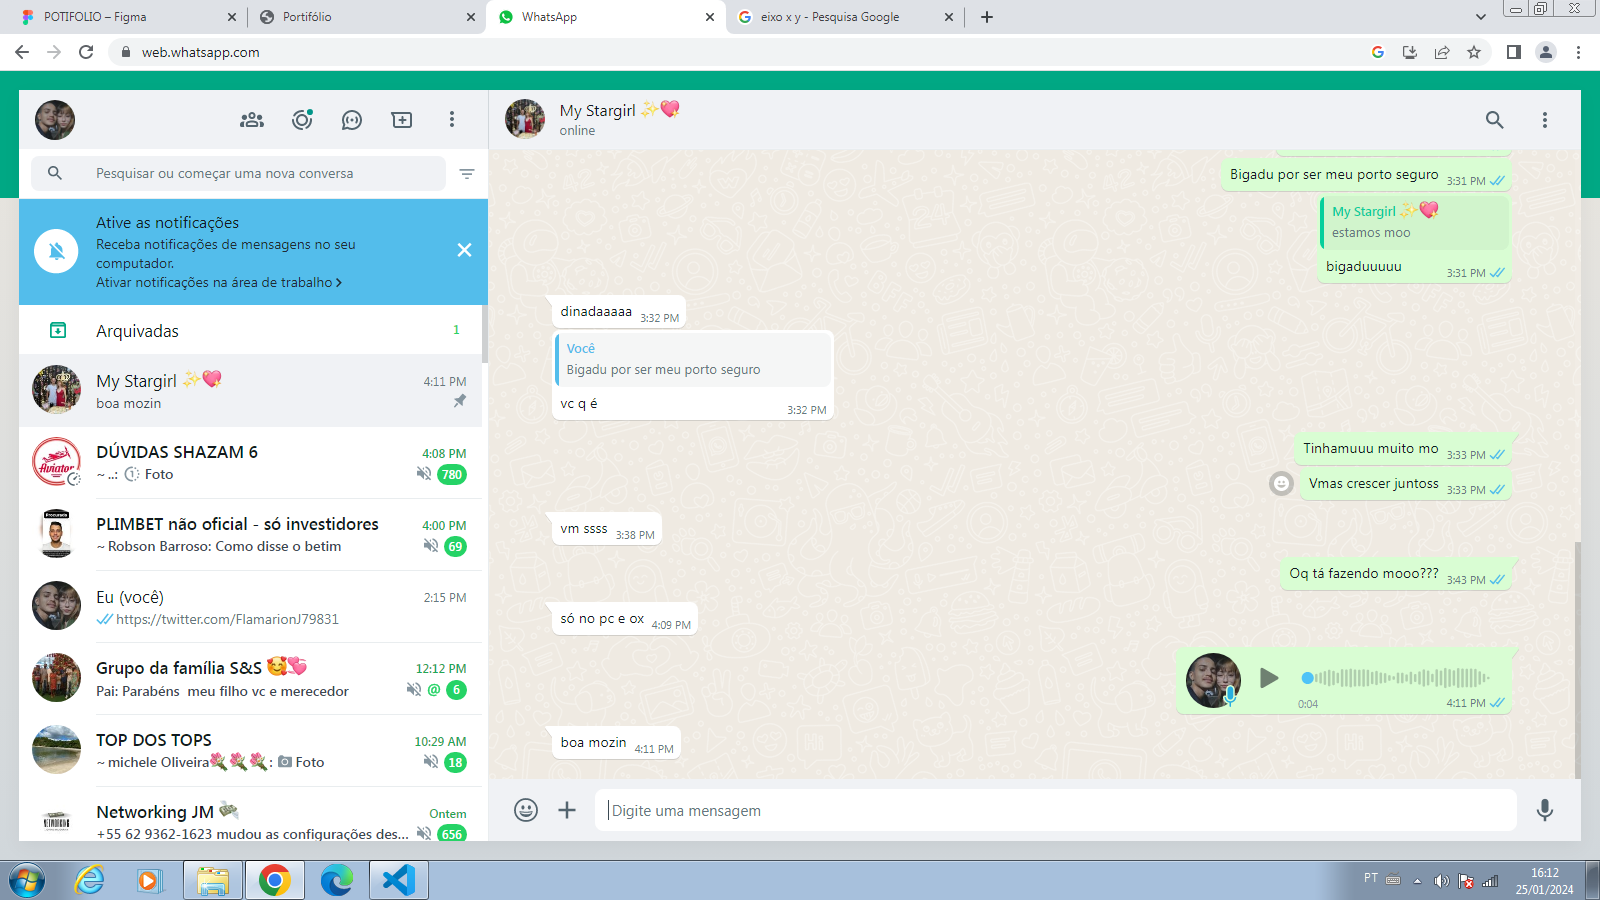 POTIFOLIO – Figma
Portifólio
WhatsApp
eixo x y - Pesquisa Google
web.whatsapp.com
Pesquisar ou começar uma nova conversa
Ative as notificações
Receba notificações de mensagens no seu
computador.
Ativar notificações na área de trabalho
Arquivadas 1
My Stargirl ✨💘 4:11 PM
boa mozin
DÚVIDAS SHAZAM 6 4:08 PM
~ ..: Foto 780
PLIMBET não oficial - só investidores 4:00 PM
~ Robson Barroso: Como disse o betim 69
Eu (você) 2:15 PM
https://twitter.com/FlamarionJ79831
Grupo da família S&S 🥰💞 12:12 PM
Pai: Parabéns meu filho vc e merecedor @ 6
TOP DOS TOPS 10:29 AM
~ michele Oliveira🌷🌷🌷: Foto 18
Networking JM 💸 Ontem
+55 62 9362-1623 mudou as configurações des... 656
Aviator
Procurado
My Stargirl ✨💘
online
Bigadu por ser meu porto seguro 3:31 PM
My Stargirl ✨💘
estamos moo
bigaduuuuu 3:31 PM
dinadaaaaa 3:32 PM
Você
Bigadu por ser meu porto seguro
vc q é 3:32 PM
Tinhamuuu muito mo 3:33 PM
Vmas crescer juntoss 3:33 PM
vm ssss 3:38 PM
Oq tá fazendo mooo??? 3:43 PM
só no pc e ox 4:09 PM
0:04 4:11 PM
boa mozin 4:11 PM
Digite uma mensagem
PT
16:12
25/01/2024